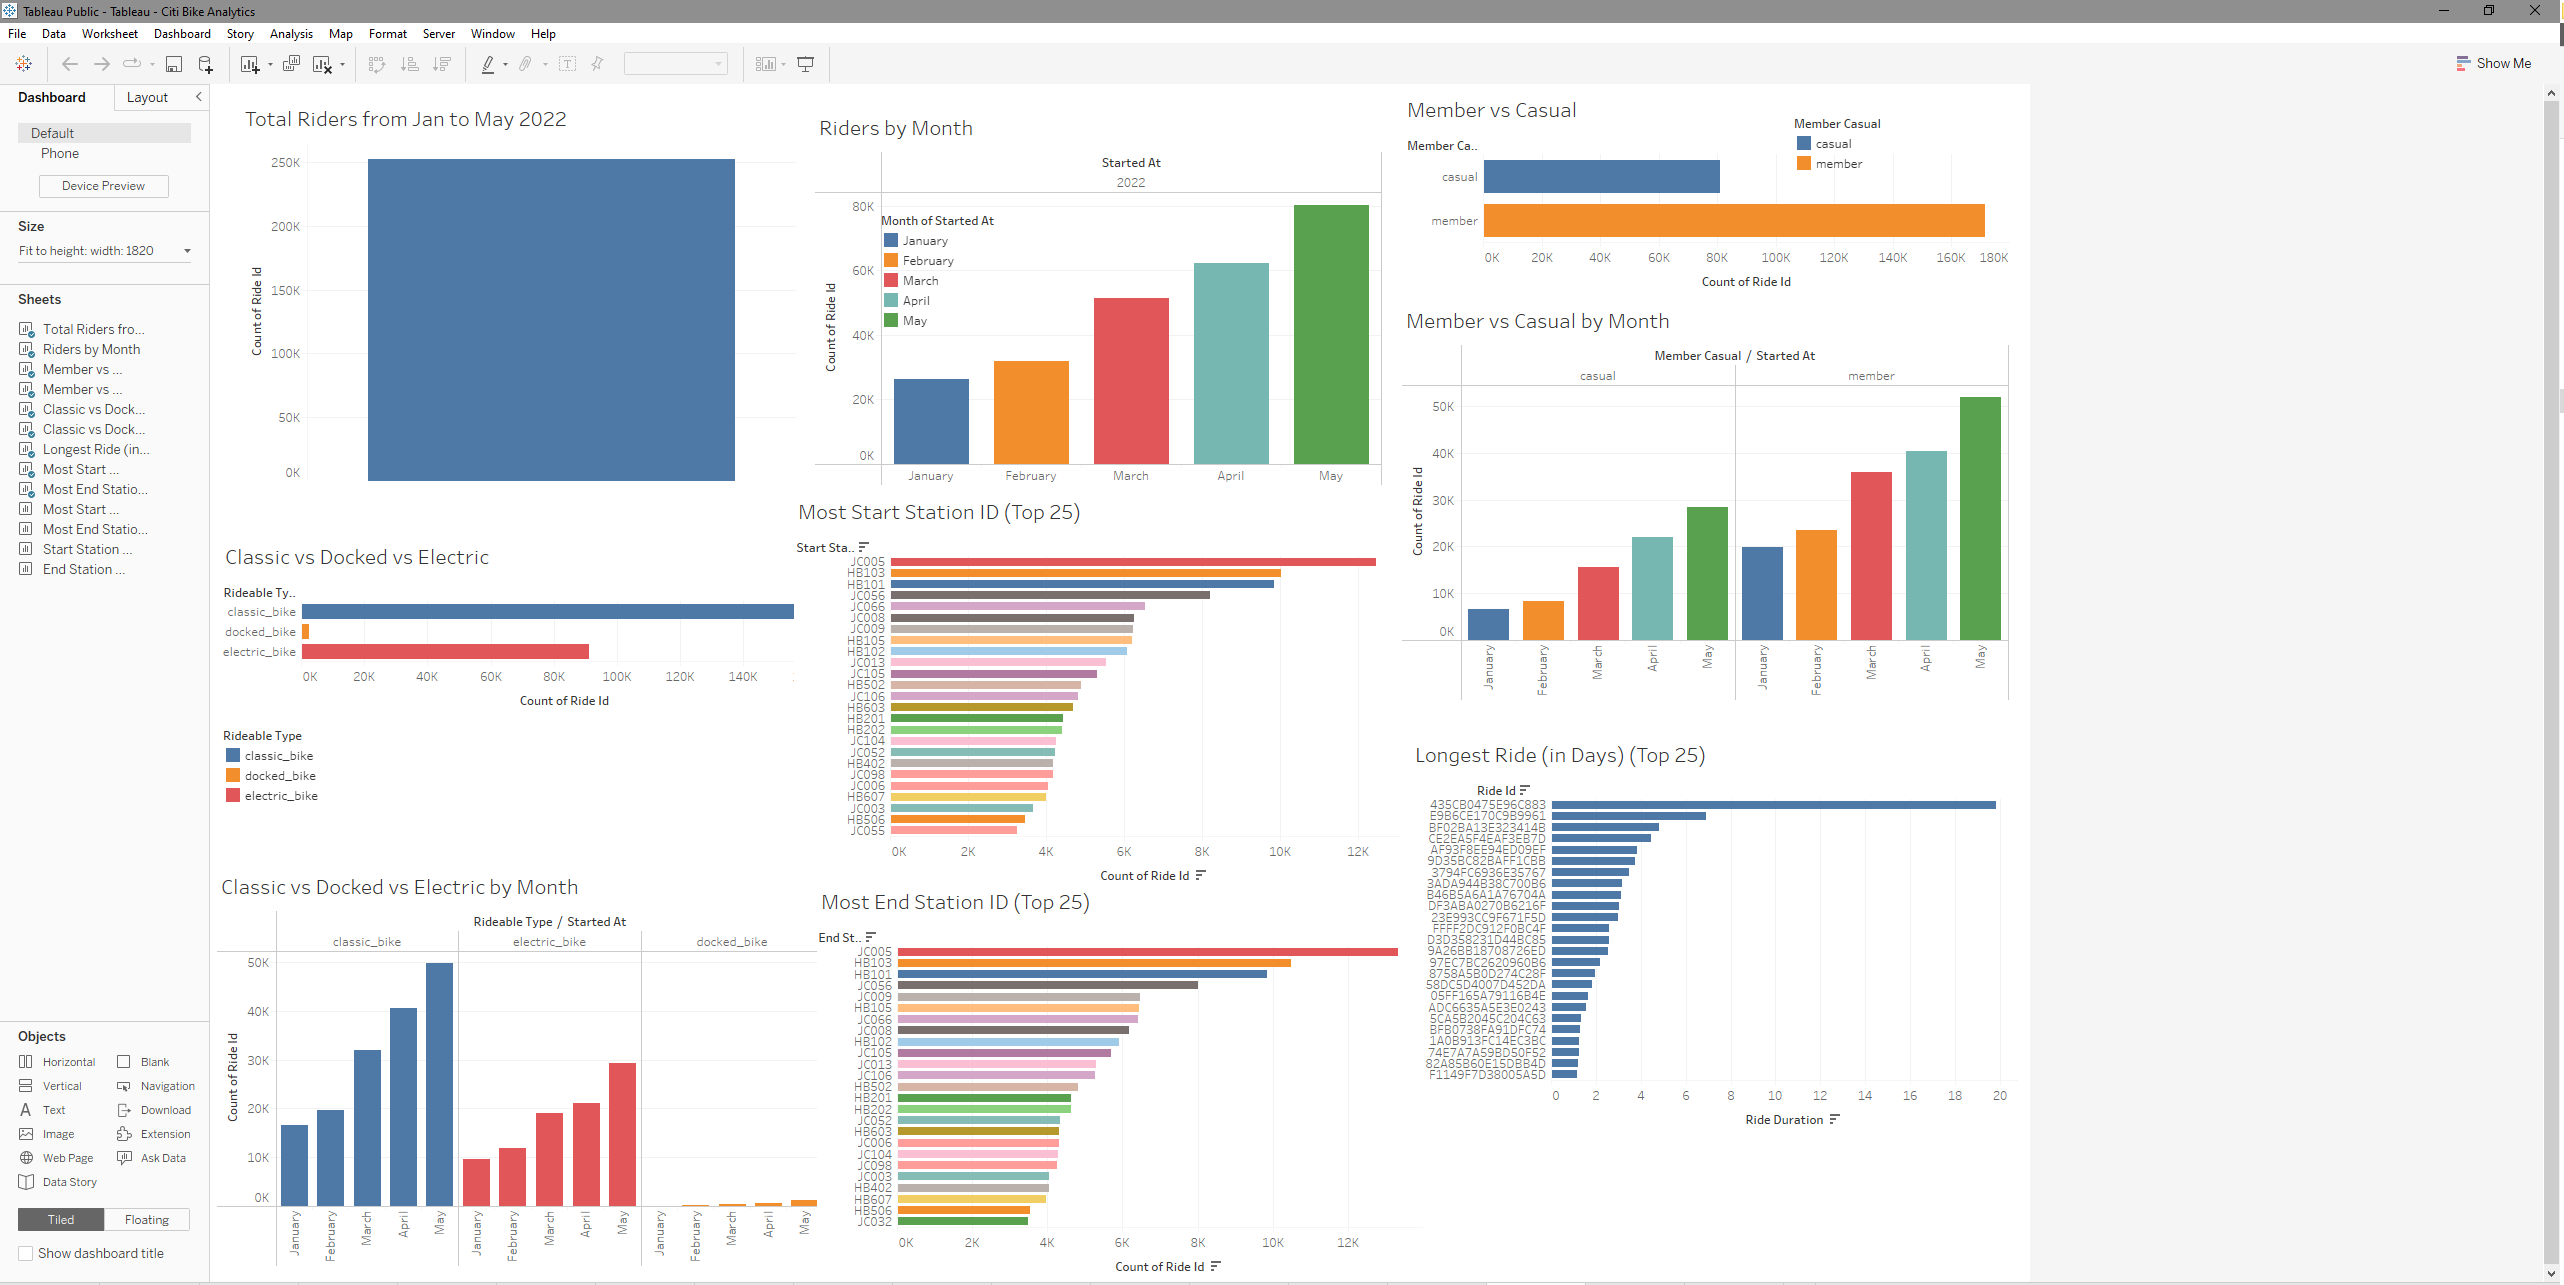 Tableau Public - Tableau - Citi Bike Analytics
File Data Worksheet Dashboard Story Analysis Map Format Server Window Help
Show Me
Dashboard Layout
Default
Phone
Device Preview
Size
Fit to height: width: 1820
Sheets
Total Riders fro...
Riders by Month
Member vs ...
Member vs ...
Classic vs Dock...
Classic vs Dock...
Longest Ride (in...
Most Start ...
Most End Statio...
Most Start ...
Most End Statio...
Start Station ...
End Station ...
Objects
Horizontal Blank
Vertical Navigation
Text Download
Image Extension
Web Page Ask Data
Data Story
Tiled Floating
Show dashboard title
Total Riders from Jan to May 2022
Count of Ride Id
250K
200K
150K
100K
50K
0K
Classic vs Docked vs Electric
Rideable Ty..
classic_bike
docked_bike
electric_bike
0K 20K 40K 60K 80K 100K 120K 140K
Count of Ride Id
Rideable Type
classic_bike
docked_bike
electric_bike
Classic vs Docked vs Electric by Month
Rideable Type / Started At
classic_bike electric_bike docked_bike
Count of Ride Id
50K
40K
30K
20K
10K
0K
January February March April May January February March April May January February March April May
Riders by Month
Started At
2022
Count of Ride Id
80K
60K
40K
20K
0K
Month of Started At
January
February
March
April
May
January February March April May
Most Start Station ID (Top 25)
Start Sta..
JC005
HB103
HB101
JC056
JC066
JC008
JC009
HB105
HB102
JC013
JC105
HB502
JC106
HB603
HB201
HB202
JC104
JC052
HB402
JC098
JC006
HB607
JC003
HB506
JC055
0K 2K 4K 6K 8K 10K 12K
Count of Ride Id
Most End Station ID (Top 25)
End St..
JC005
HB103
HB101
JC056
JC009
HB105
JC066
JC008
HB102
JC105
JC013
JC106
HB502
HB201
HB202
JC052
HB603
JC006
JC104
JC098
JC003
HB402
HB607
HB506
JC032
0K 2K 4K 6K 8K 10K 12K
Count of Ride Id
Member vs Casual
Member Ca..
casual
member
0K 20K 40K 60K 80K 100K 120K 140K 160K 180K
Count of Ride Id
Member Casual
casual
member
Member vs Casual by Month
Member Casual / Started At
casual member
Count of Ride Id
50K
40K
30K
20K
10K
0K
January February March April May January February March April May
Longest Ride (in Days) (Top 25)
Ride Id
435CB0475E96C883
E9B6CE170C9B9961
BF02BA13E323414B
CE2EA5F4EAF3EB7D
AF93F8EE94ED09EF
9D35BC82BAFF1CBB
3794FC6936E35767
3ADA944B38C700B6
B46B5A6A1A76704A
DF3ABA0270B6216F
23E993CC9F671F5D
FFFF2DC912F0BC4F
D3D358231D44BC85
9A26BB18708726ED
97EC7BC2620960B6
8758A5B0D274C28F
58DC5D4007D452DA
05FF165A79116B4E
ADC6635A5E3E0243
5CA5B2045C204C63
BFB0738FA91DFC74
1A0B913FC14EC3BC
74E7A7A59BD50F52
82A85B60E15DBB4D
F1149F7D38005A5D
0 2 4 6 8 10 12 14 16 18 20
Ride Duration